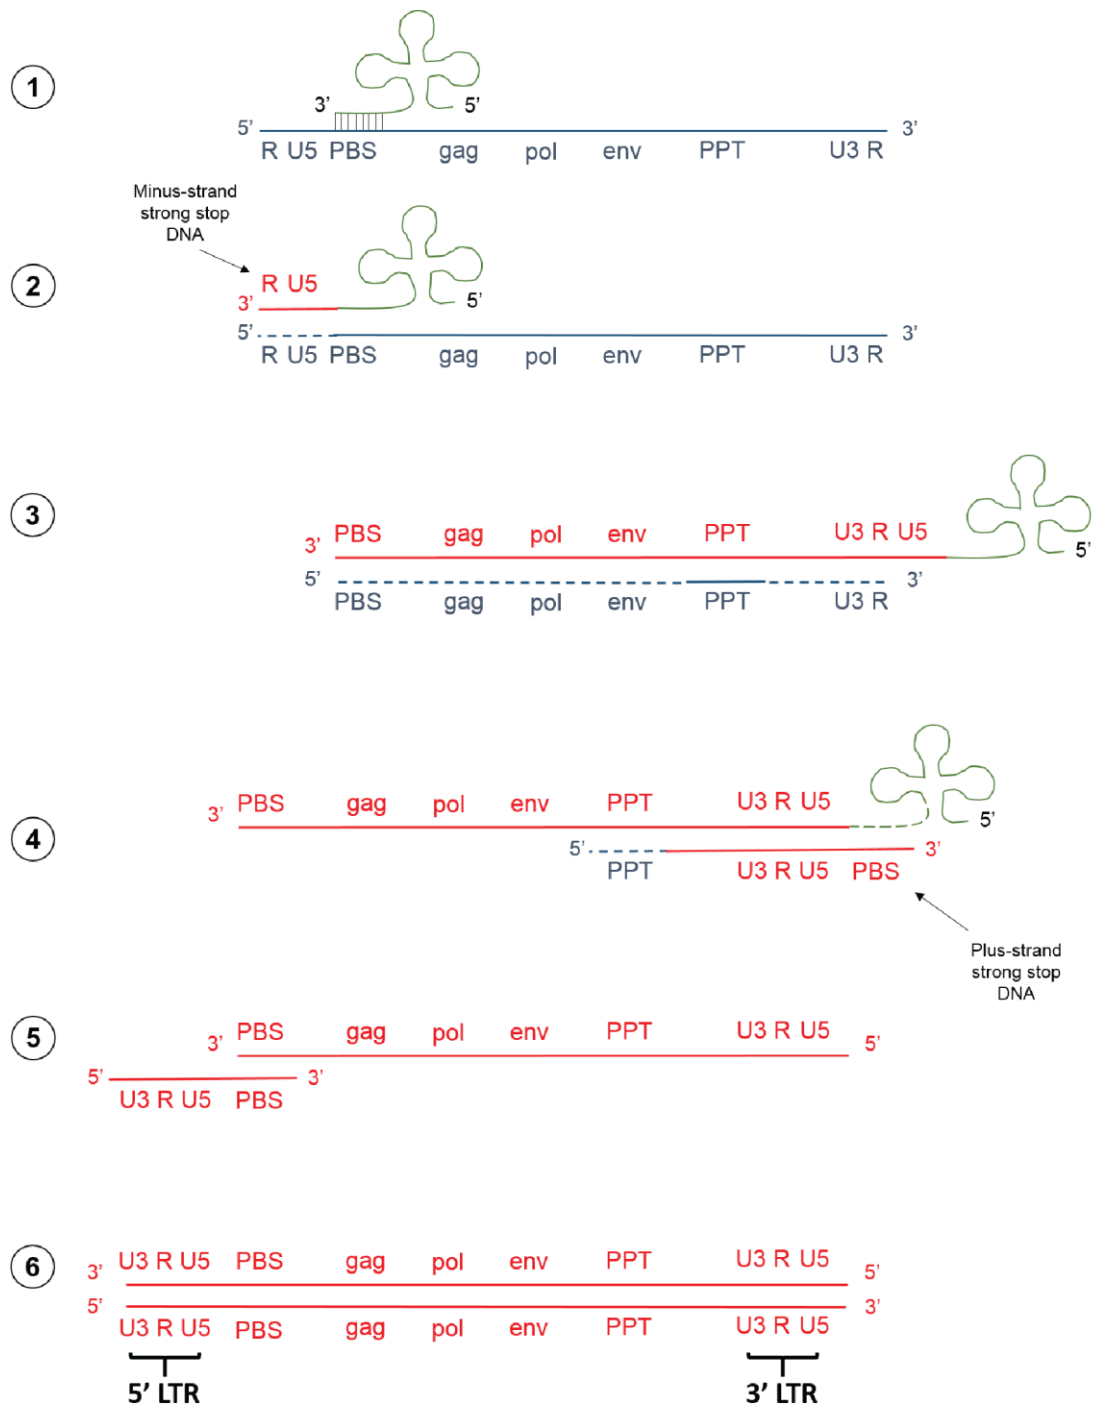 1
3’ 5’
5’ 3’
R U5 PBS gag pol env PPT U3 R
Minus-strand
strong stop
DNA
2
R U5
3’ 5’
5’ 3’
R U5 PBS gag pol env PPT U3 R
3
PBS gag pol env PPT U3 R U5
3’ 5’
5’ 3’
PBS gag pol env PPT U3 R
4
3’ PBS gag pol env PPT U3 R U5 5’
5’ 3’
PPT U3 R U5 PBS
Plus-strand
strong stop
DNA
5
3’ PBS gag pol env PPT U3 R U5 5’
5’ 3’
U3 R U5 PBS
6
3’ U3 R U5 PBS gag pol env PPT U3 R U5 5’
5’ 3’
U3 R U5 PBS gag pol env PPT U3 R U5
5’ LTR 3’ LTR